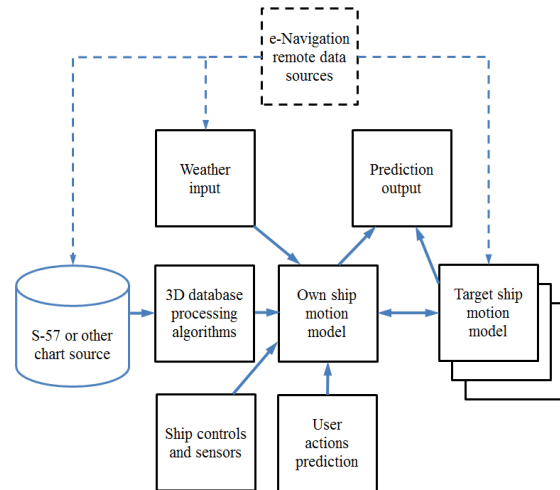 e-Navigation
remote data
sources
Weather
input
Prediction
output
S-57 or other
chart source
3D database
processing
algorithms
Own ship
motion
model
Target ship
motion
model
Ship controls
and sensors
User
actions
prediction